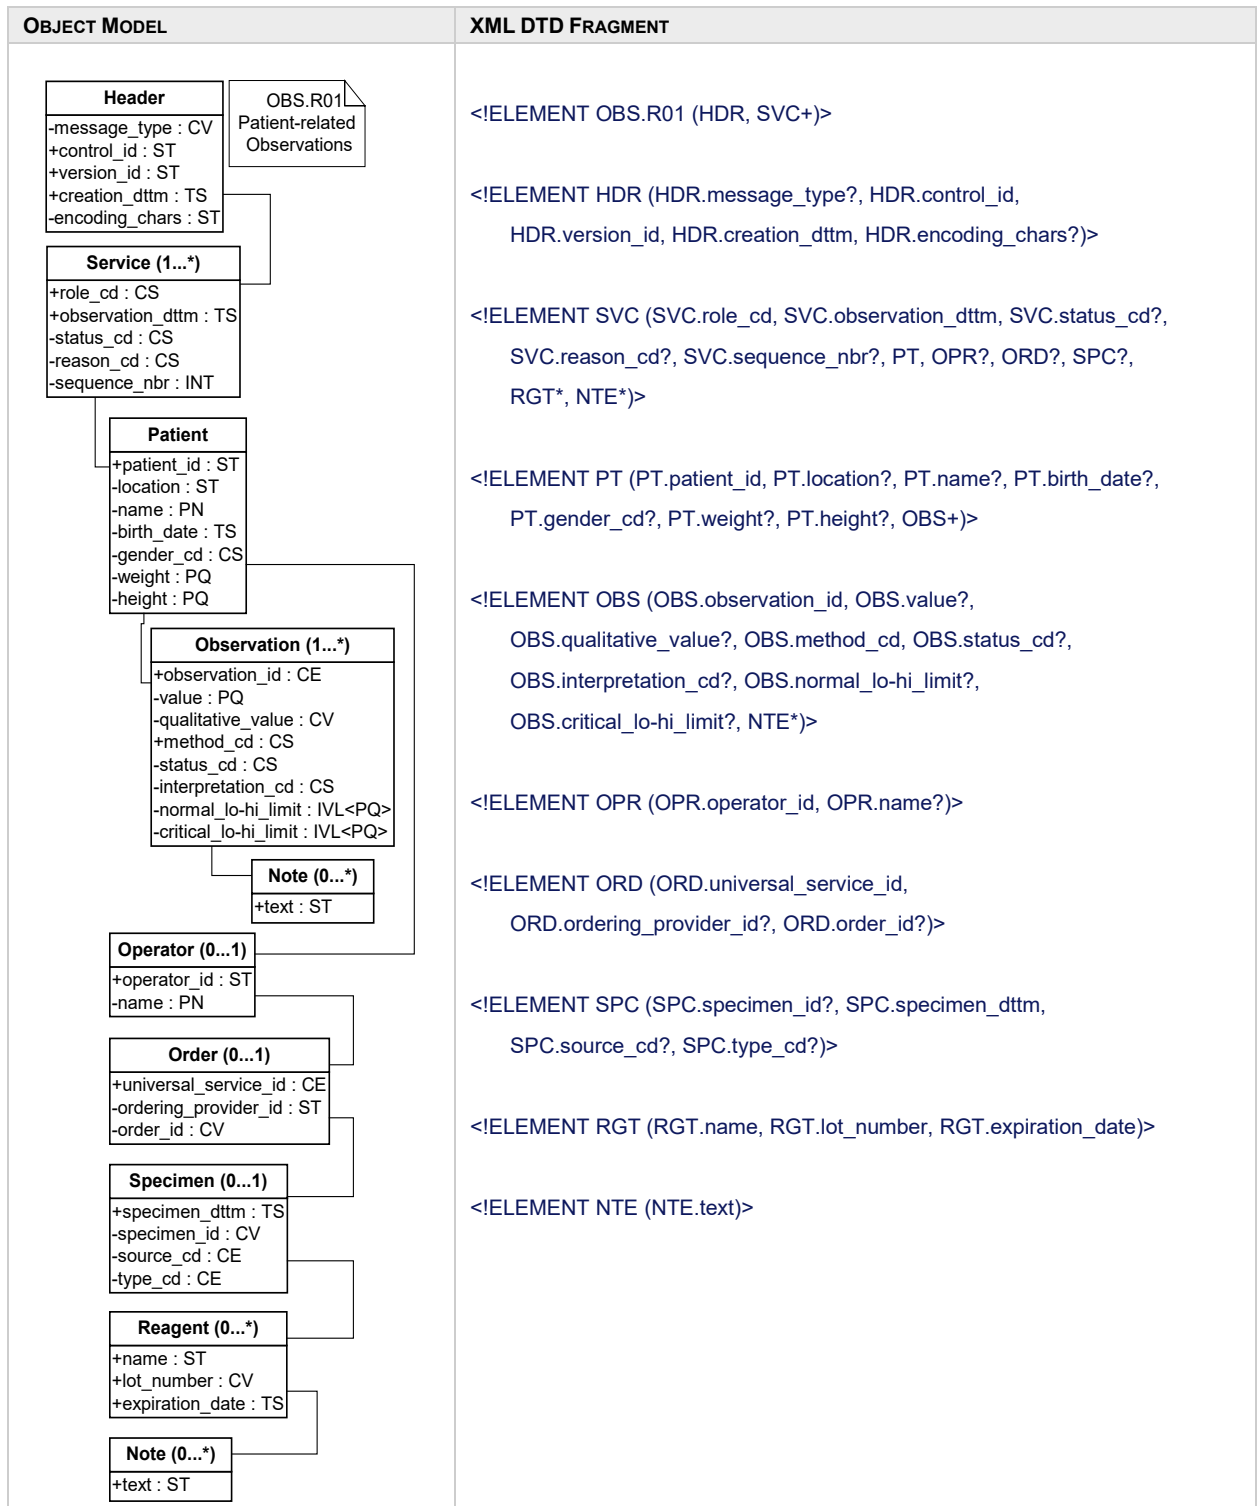 OBJECT MODEL
XML DTD FRAGMENT
Header
-message_type : CV
+control_id : ST
+version_id : ST
+creation_dttm : TS
-encoding_chars : ST
OBS.R01
Patient-related
Observations
Service (1...*)
+role_cd : CS
+observation_dttm : TS
-status_cd : CS
-reason_cd : CS
-sequence_nbr : INT
Patient
+patient_id : ST
-location : ST
-name : PN
-birth_date : TS
-gender_cd : CS
-weight : PQ
-height : PQ
Observation (1...*)
+observation_id : CE
-value : PQ
-qualitative_value : CV
+method_cd : CS
-status_cd : CS
-interpretation_cd : CS
-normal_lo-hi_limit : IVL<PQ>
-critical_lo-hi_limit : IVL<PQ>
Note (0...*)
+text : ST
Operator (0...1)
+operator_id : ST
-name : PN
Order (0...1)
+universal_service_id : CE
-ordering_provider_id : ST
-order_id : CV
Specimen (0...1)
+specimen_dttm : TS
-specimen_id : CV
-source_cd : CE
-type_cd : CE
Reagent (0...*)
+name : ST
+lot_number : CV
+expiration_date : TS
Note (0...*)
+text : ST
<!ELEMENT OBS.R01 (HDR, SVC+)>
<!ELEMENT HDR (HDR.message_type?, HDR.control_id,
HDR.version_id, HDR.creation_dttm, HDR.encoding_chars?)>
<!ELEMENT SVC (SVC.role_cd, SVC.observation_dttm, SVC.status_cd?,
SVC.reason_cd?, SVC.sequence_nbr?, PT, OPR?, ORD?, SPC?,
RGT*, NTE*)>
<!ELEMENT PT (PT.patient_id, PT.location?, PT.name?, PT.birth_date?,
PT.gender_cd?, PT.weight?, PT.height?, OBS+)>
<!ELEMENT OBS (OBS.observation_id, OBS.value?,
OBS.qualitative_value?, OBS.method_cd, OBS.status_cd?,
OBS.interpretation_cd?, OBS.normal_lo-hi_limit?,
OBS.critical_lo-hi_limit?, NTE*)>
<!ELEMENT OPR (OPR.operator_id, OPR.name?)>
<!ELEMENT ORD (ORD.universal_service_id,
ORD.ordering_provider_id?, ORD.order_id?)>
<!ELEMENT SPC (SPC.specimen_id?, SPC.specimen_dttm,
SPC.source_cd?, SPC.type_cd?)>
<!ELEMENT RGT (RGT.name, RGT.lot_number, RGT.expiration_date)>
<!ELEMENT NTE (NTE.text)>